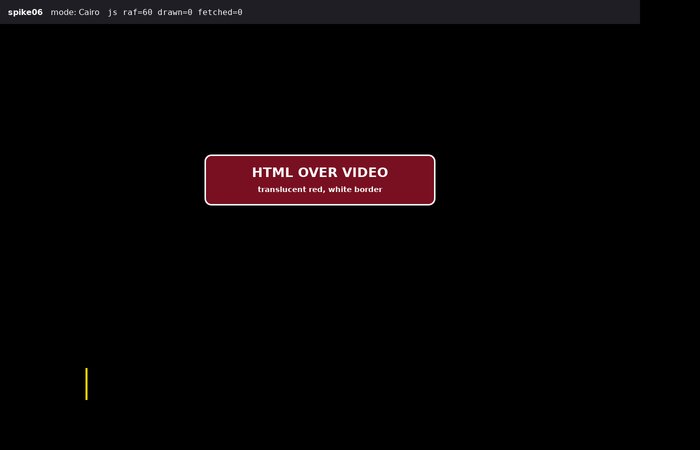 spike06 mode: Cairo js raf=60 drawn=0 fetched=0
HTML OVER VIDEO
translucent red, white border